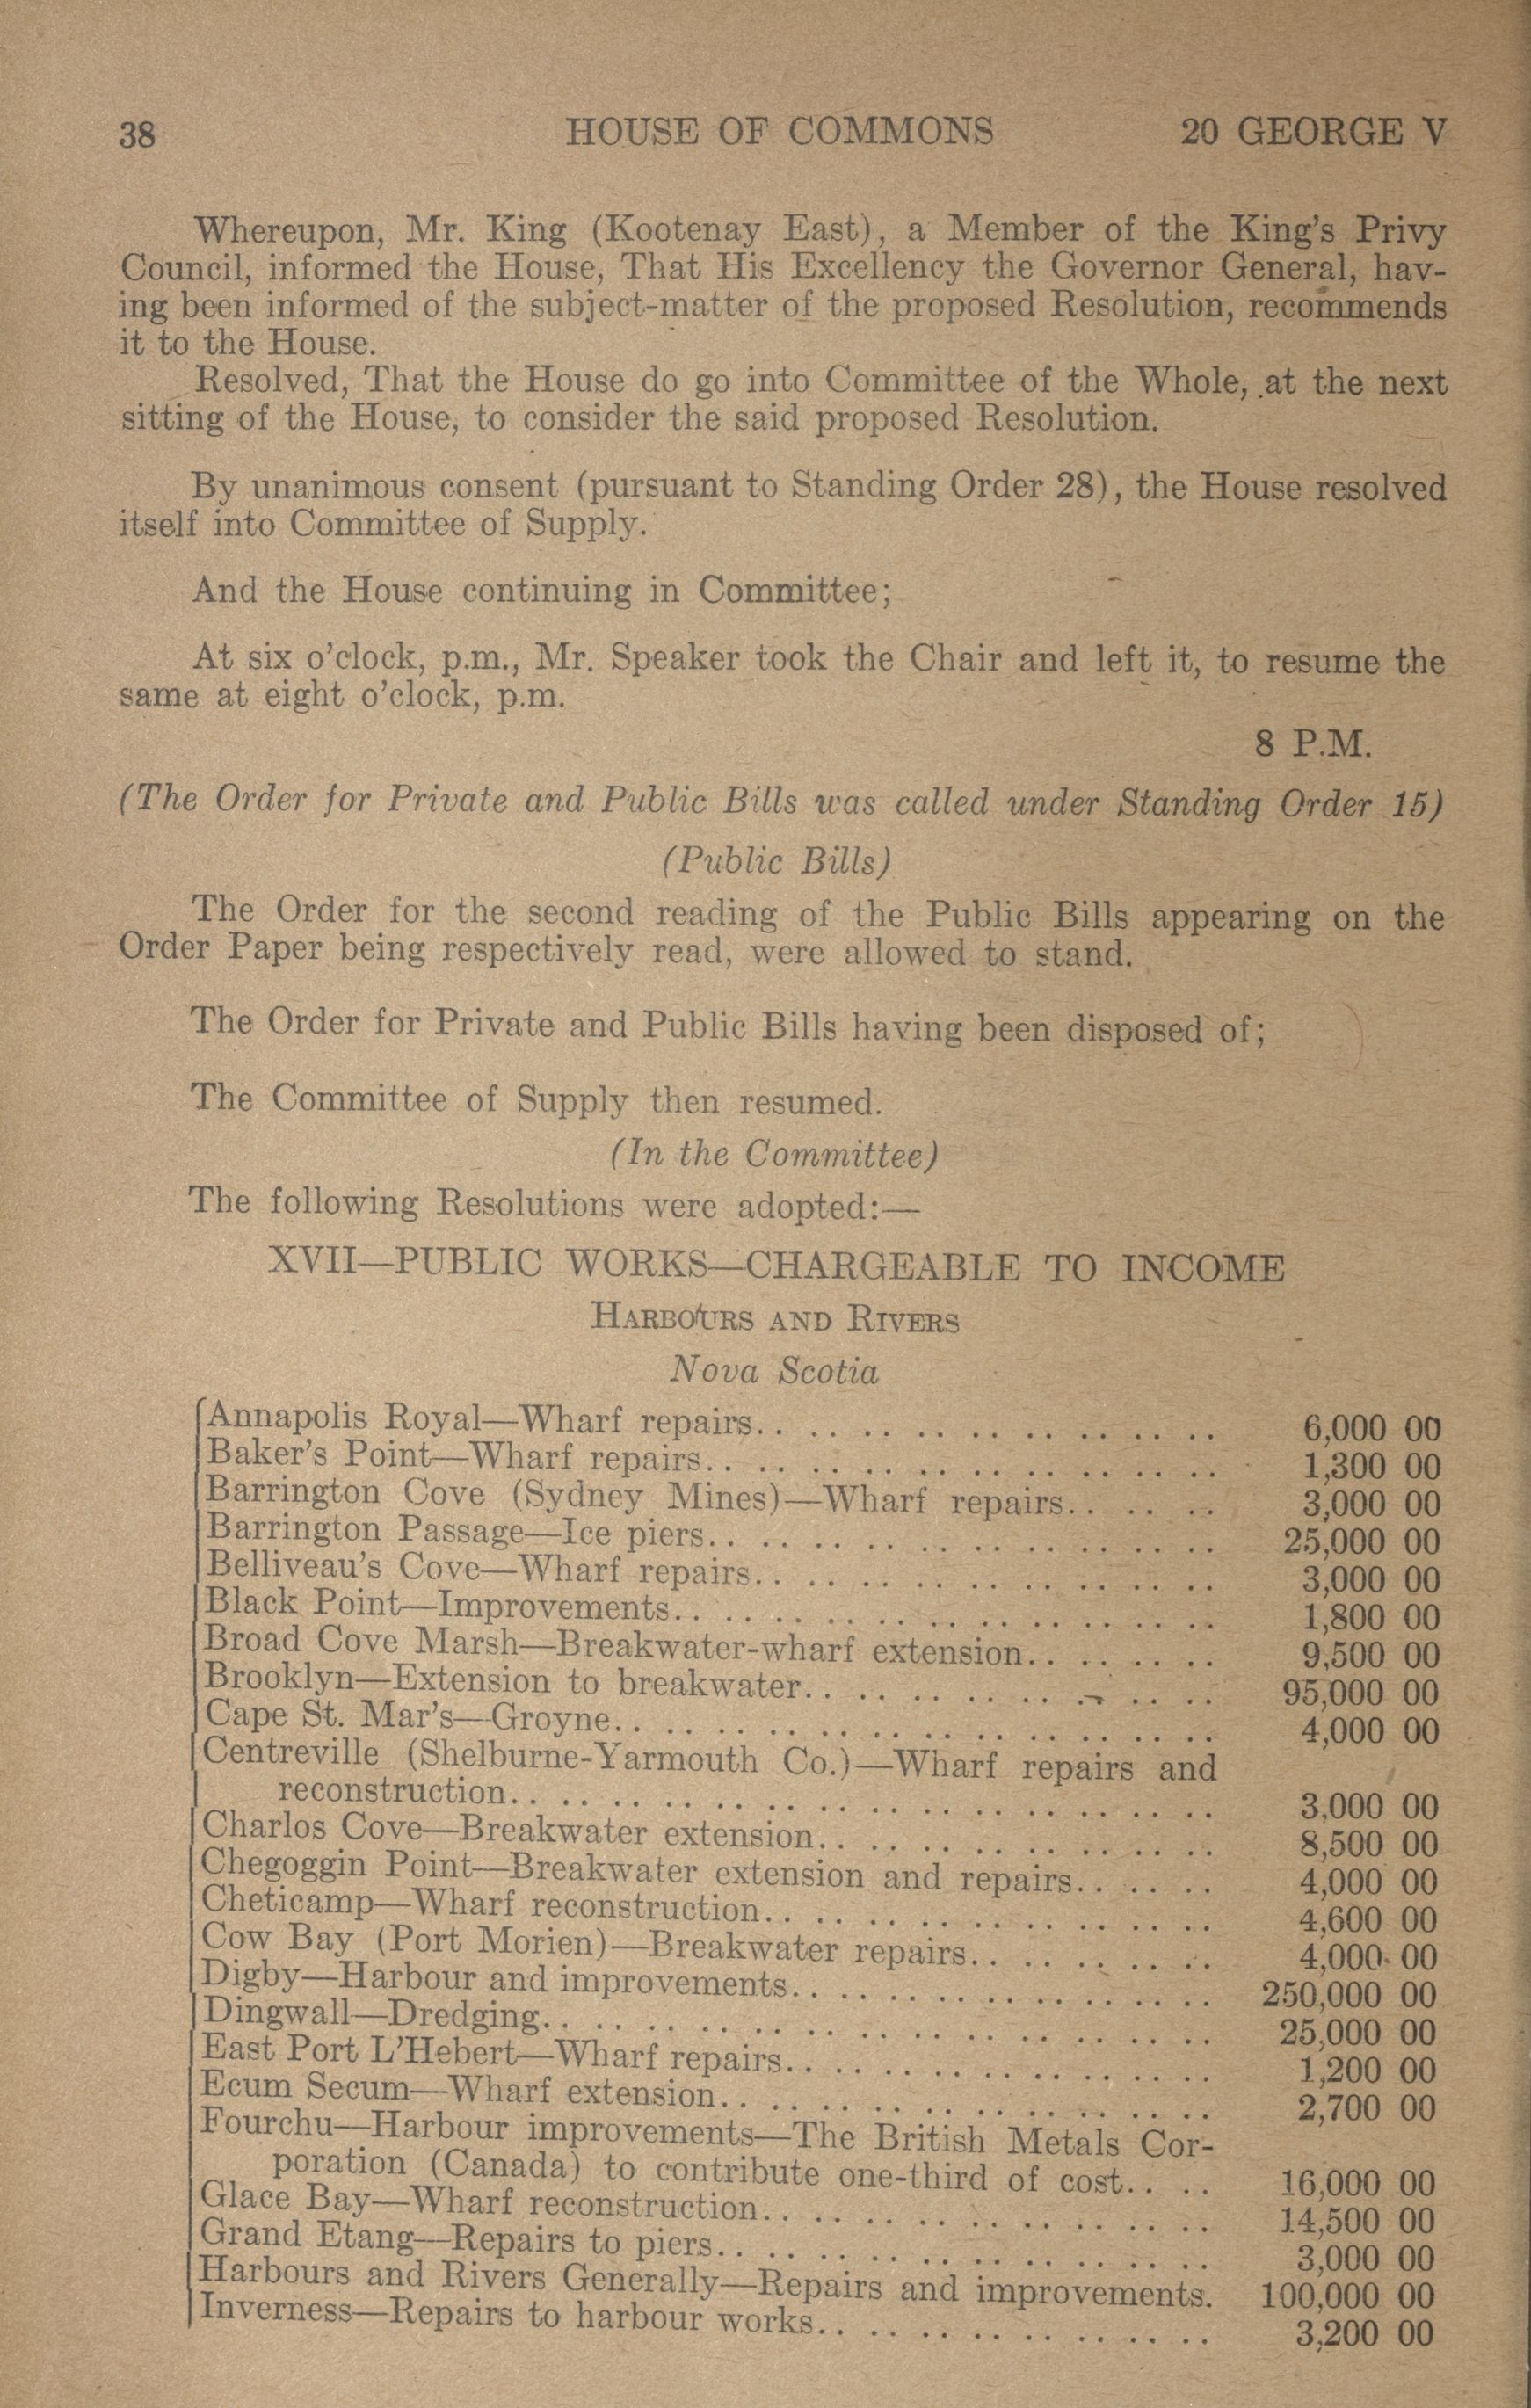 38 HOUSE OF COMMONS 20 GEORGE V
Whereupon, Mr. King (Kootenay East), a Member of the King's Privy
Council, informed the House, That His Excellency the Governor General, hav-
ing been informed of the subject-matter of the proposed Resolution, recommends
it to the House.
Resolved, That the House do go into Committee of the Whole, at the next
sitting of the House, to consider the said proposed Resolution.
By unanimous consent (pursuant to Standing Order 28), the House resolved
itself into Committee of Supply.
And the House continuing in Committee;
At six o'clock, p.m., Mr. Speaker took the Chair and left it, to resume the
same at eight o'clock, p.m.
8 P.M.
(The Order for Private and Public Bills was called under Standing Order 15)
(Public Bills)
The Order for the second reading of the Public Bills appearing on the
Order Paper being respectively read, were allowed to stand.
The Order for Private and Public Bills having been disposed of;
The Committee of Supply then resumed.
(In the Committee)
The following Resolutions were adopted:—
XVII—PUBLIC WORKS—CHARGEABLE TO INCOME
HARBOURS AND RIVERS
Nova Scotia
Annapolis Royal—Wharf repairs.. .. .. .. .. .. .. .. .. 6,000 00
Baker's Point—Wharf repairs.. .. .. .. .. .. .. .. .. .. 1,300 00
Barrington Cove (Sydney Mines)—Wharf repairs.. .. .. 3,000 00
Barrington Passage—Ice piers.. .. .. .. .. .. .. .. .. .. 25,000 00
Belliveau's Cove—Wharf repairs.. .. .. .. .. .. .. .. .. 3,000 00
Black Point—Improvements.. .. .. .. .. .. .. .. .. .. .. 1,800 00
Broad Cove Marsh—Breakwater-wharf extension.. .. .. .. 9,500 00
Brooklyn—Extension to breakwater.. .. .. .. .. .. .. .. 95,000 00
Cape St. Mar's—Groyne.. .. .. .. .. .. .. .. .. .. .. .. 4,000 00
Centreville (Shelburne-Yarmouth Co.)—Wharf repairs and
reconstruction.. .. .. .. .. .. .. .. .. .. .. .. .. .. 3,000 00
Charlos Cove—Breakwater extension.. .. .. .. .. .. .. .. 8,500 00
Chegoggin Point—Breakwater extension and repairs.. .. .. 4,000 00
Cheticamp—Wharf reconstruction.. .. .. .. .. .. .. .. .. 4,600 00
Cow Bay (Port Morien)—Breakwater repairs.. .. .. .. .. 4,000 00
Digby—Harbour and improvements.. .. .. .. .. .. .. .. 250,000 00
Dingwall—Dredging.. .. .. .. .. .. .. .. .. .. .. .. .. 25,000 00
East Port L'Hebert—Wharf repairs.. .. .. .. .. .. .. .. 1,200 00
Ecum Secum—Wharf extension.. .. .. .. .. .. .. .. .. .. 2,700 00
Fourchu—Harbour improvements—The British Metals Cor-
poration (Canada) to contribute one-third of cost.. .. 16,000 00
Glace Bay—Wharf reconstruction.. .. .. .. .. .. .. .. .. 14,500 00
Grand Etang—Repairs to piers.. .. .. .. .. .. .. .. .. .. 3,000 00
Harbours and Rivers Generally—Repairs and improvements. 100,000 00
Inverness—Repairs to harbour works.. .. .. .. .. .. .. .. 3,200 00